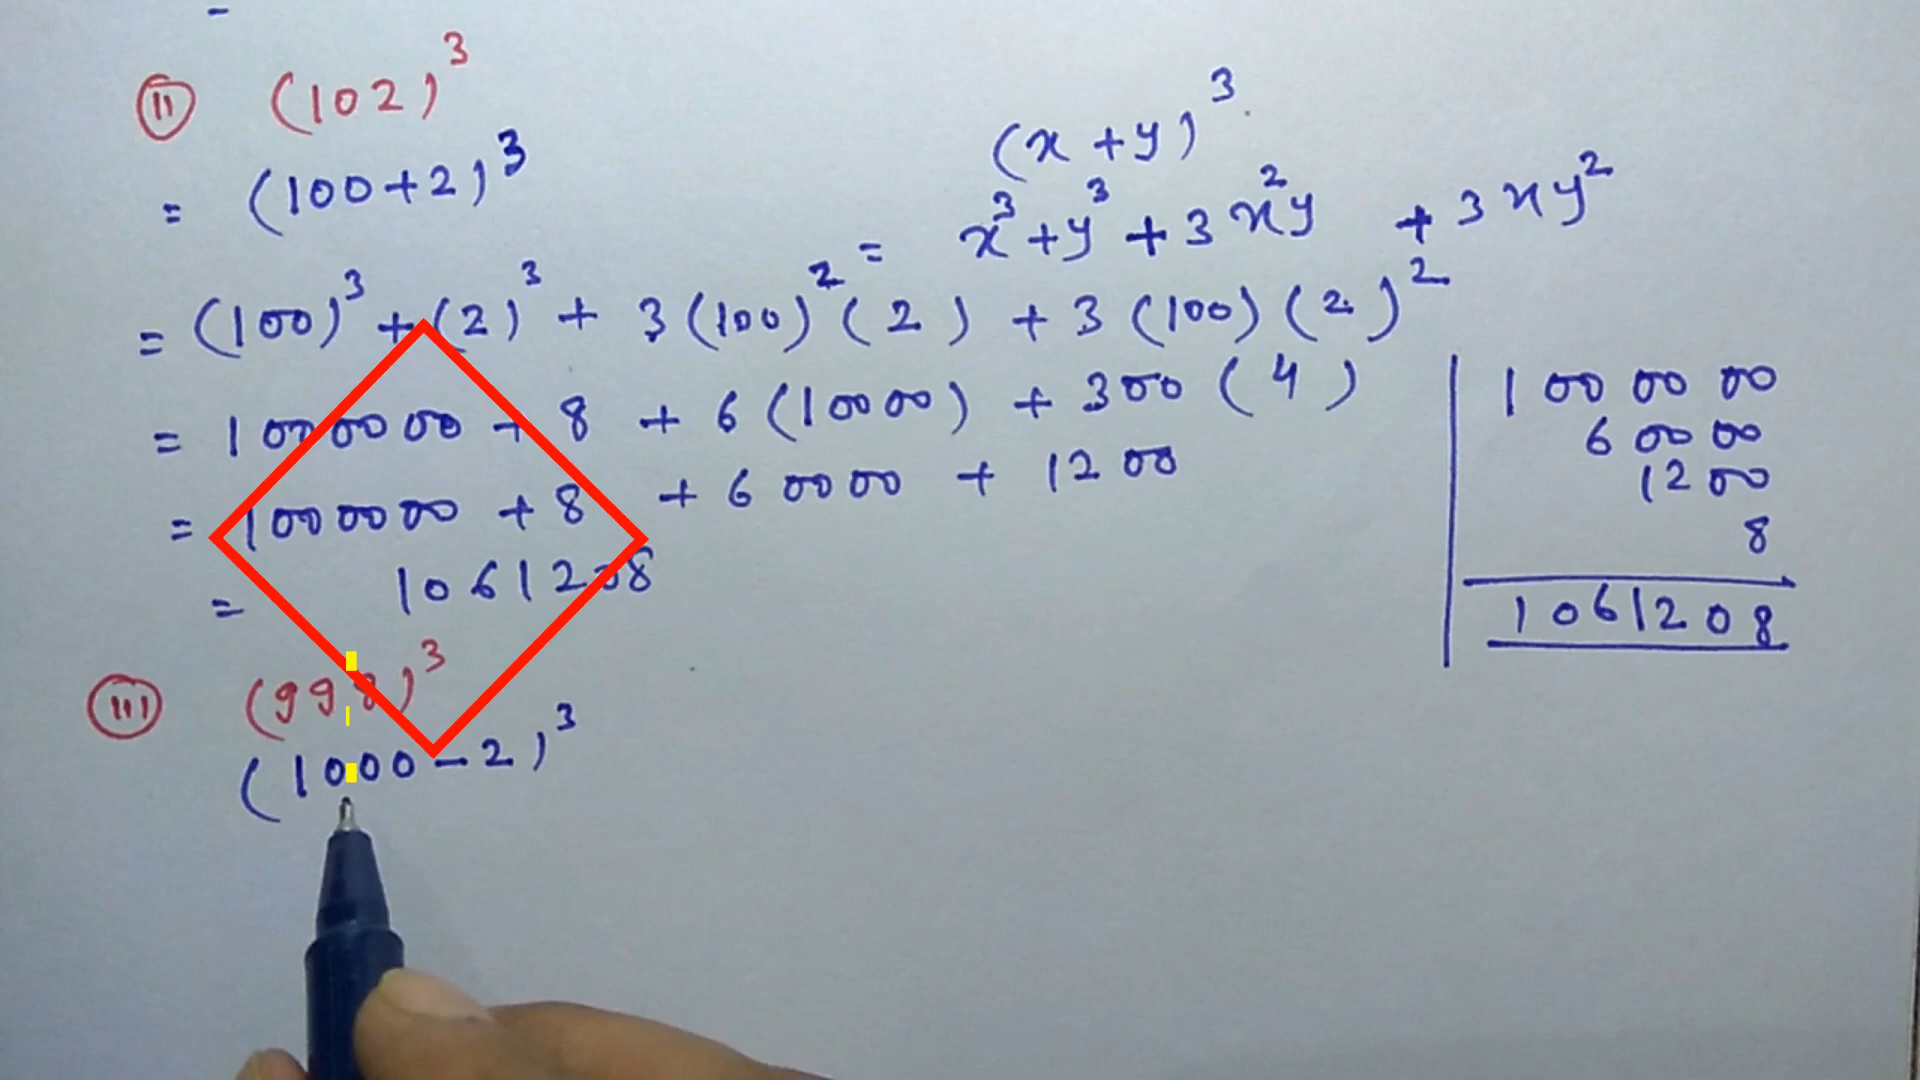 (ii) (102)³
(x+y)³
= (100+2)³
= x³+y³+3x²y +3xy²
= (100)³+(2)³+ 3(100)²(2)+3(100)(2)²
= 1000000+8+6(10000)+300(4)
= 1000000+8+60000+1200
= 1061208
1000000
60000
1200
8
1061208
(iii) (998)³
(1000-2)³